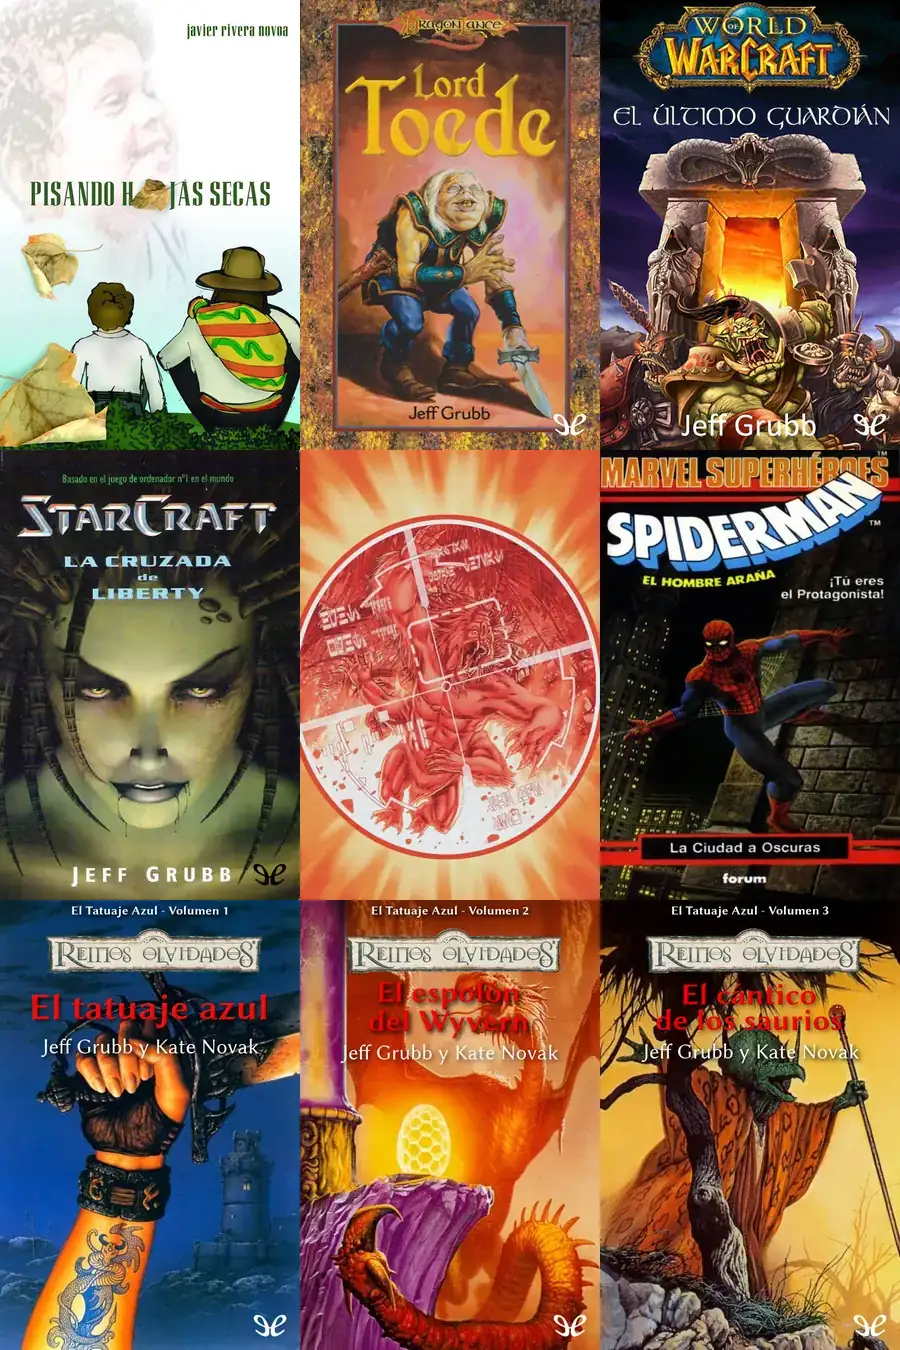 javier rivera novoa
PISANDO HOJAS SECAS
DRAGONLANCE
Lord
Toede
Jeff Grubb
WORLD
OF
WARCRAFT
EL ÚLTIMO GUARDIÁN
Jeff Grubb
Basado en el juego de ordenador nº1 en el mundo
STARCRAFT
LA CRUZADA
de
LIBERTY
JEFF GRUBB
MARVEL SUPERHÉROES™
SPIDERMAN™
EL HOMBRE ARAÑA
¡Tú eres
el Protagonista!
La Ciudad a Oscuras
forum
El Tatuaje Azul - Volumen 1
REINOS OLVIDADOS
El tatuaje azul
Jeff Grubb y Kate Novak
El Tatuaje Azul - Volumen 2
REINOS OLVIDADOS
El espolón
del Wyvern
Jeff Grubb y Kate Novak
El Tatuaje Azul - Volumen 3
REINOS OLVIDADOS
El cántico
de los saurios
Jeff Grubb y Kate Novak